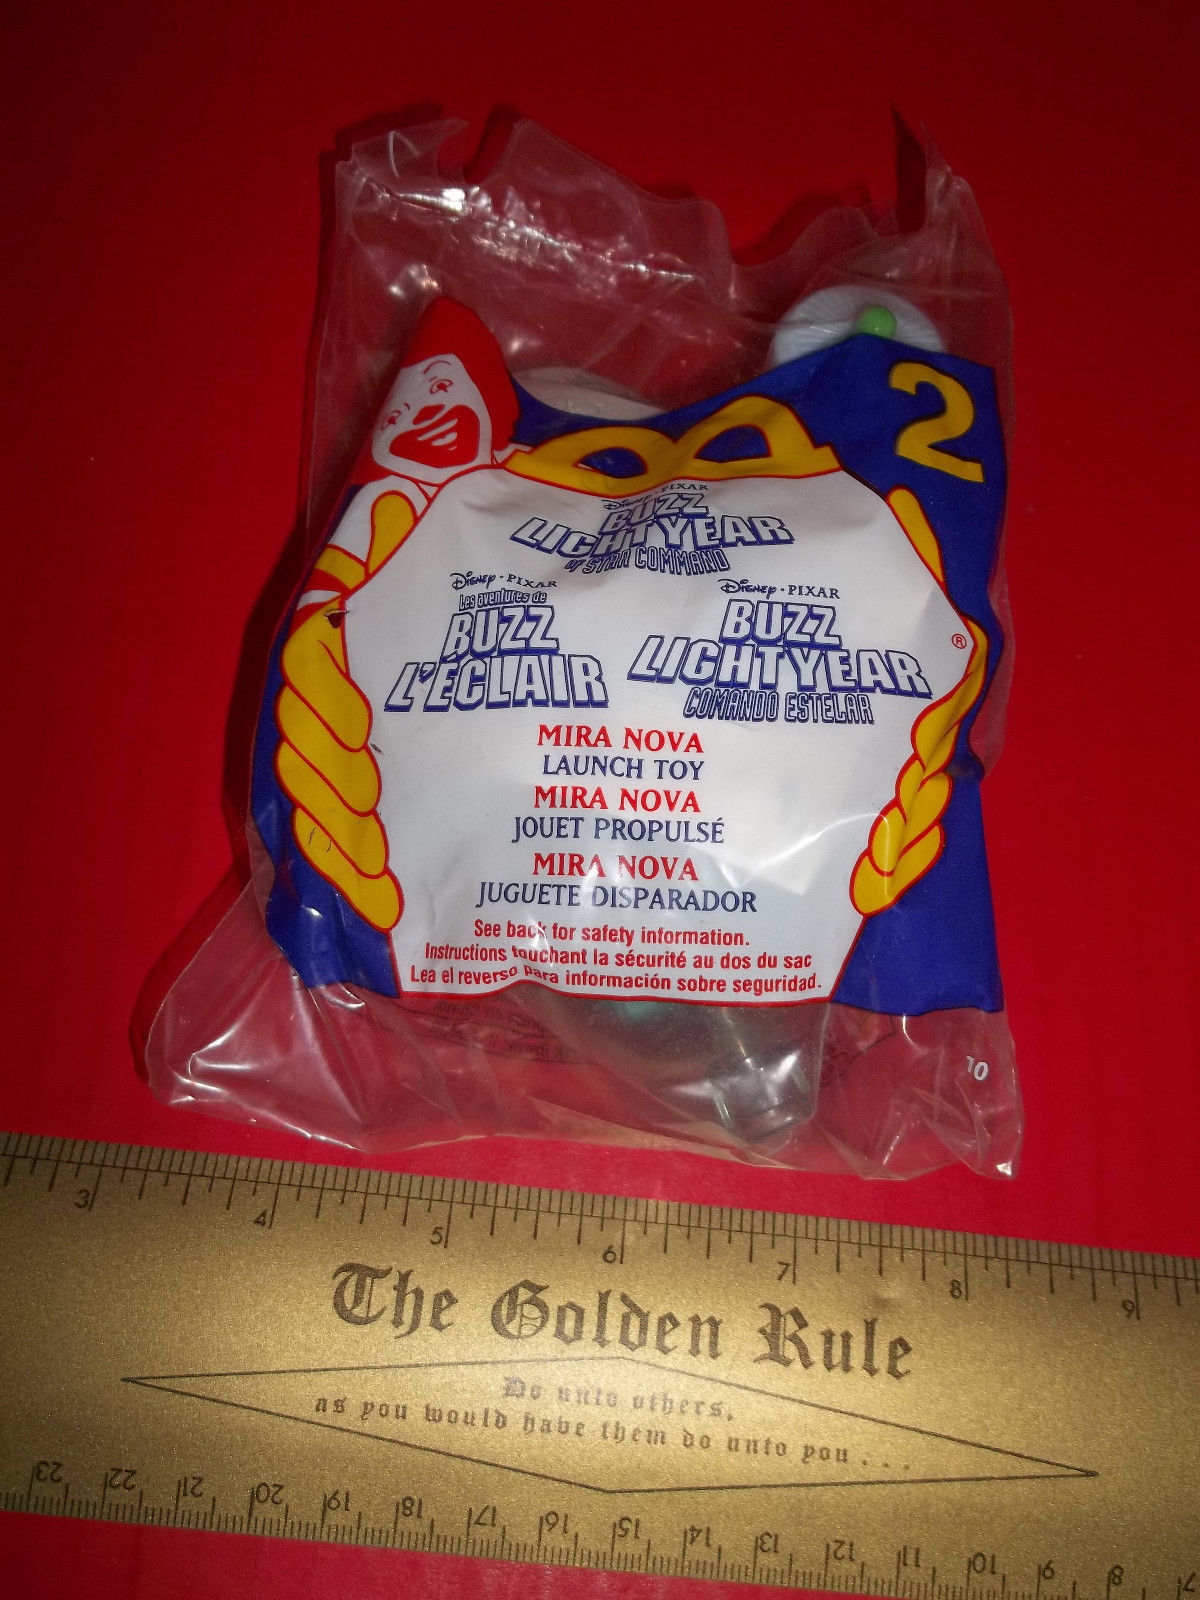 2
Disney · PIXAR
BUZZ
LIGHTYEAR
of STAR COMMAND
Disney · PIXAR
Les aventures de
BUZZ
L'ÉCLAIR
Disney · PIXAR
BUZZ
LIGHTYEAR
COMANDO ESTELAR
®
MIRA NOVA
LAUNCH TOY
MIRA NOVA
JOUET PROPULSÉ
MIRA NOVA
JUGUETE DISPARADOR
See back for safety information.
Instructions touchant la sécurité au dos du sac
Lea el reverso para información sobre seguridad.
10
3 4 5 6 7 8 9
The Golden Rule
Do unto others,
as you would have them do unto you . . .
23 22 21 20 19 18 17 16 15 14 13 12 11 10 9 8 7